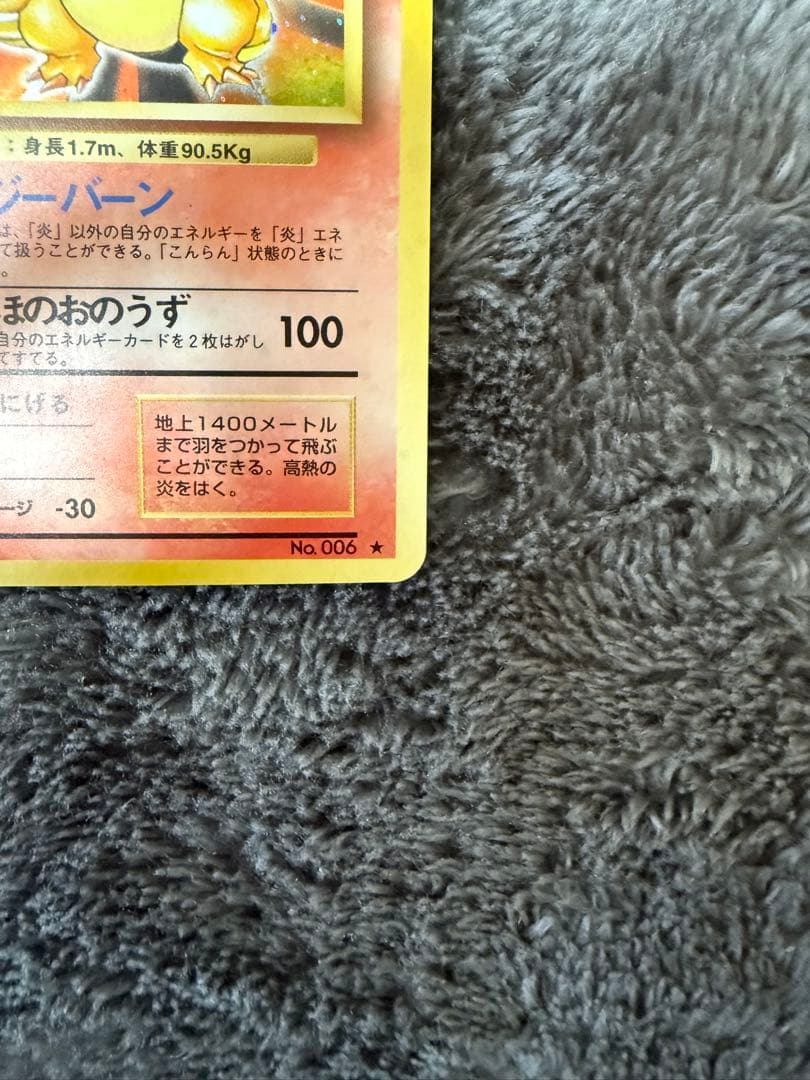 ：身長1.7m、体重90.5Kg
ジーバーン
は、「炎」以外の自分のエネルギーを「炎」エネ
て扱うことができる。「こんらん」状態のときに
。
ほのおのうず 100
自分のエネルギーカードを2枚はがし
てすてる。
にげる
地上1400メートル
まで羽をつかって飛ぶ
ことができる。高熱の
炎をはく。
ージ -30
No. 006 ★